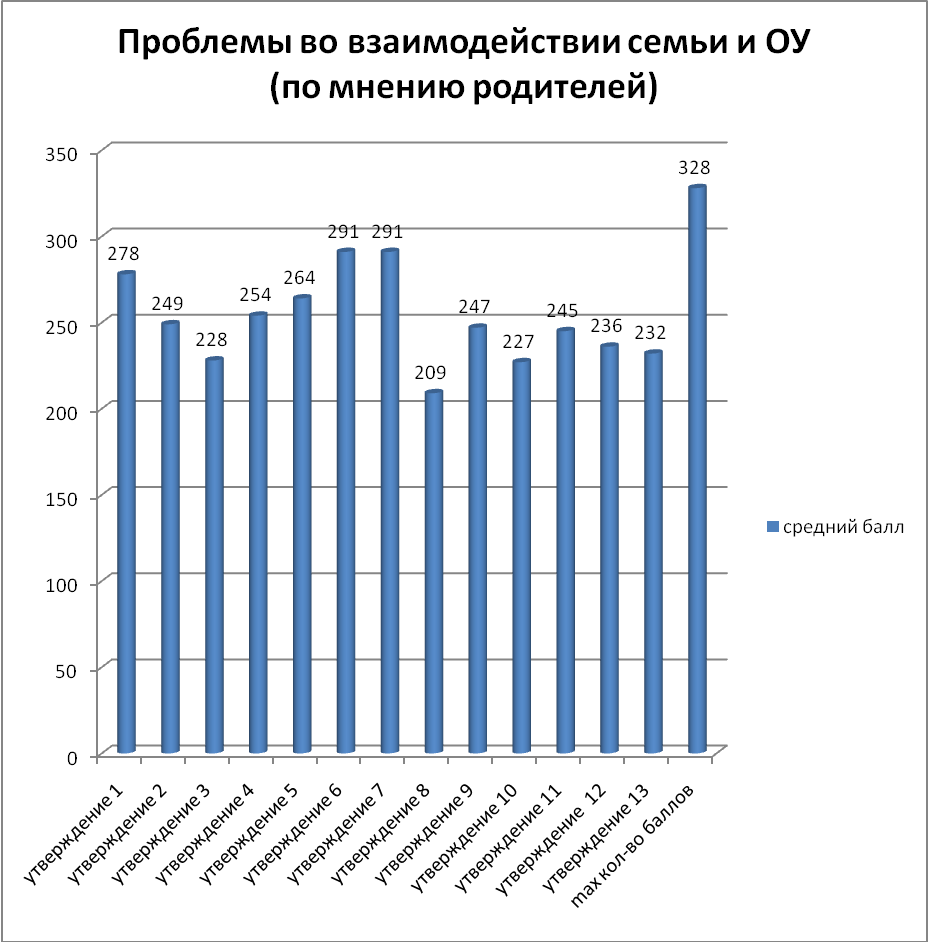 Проблемы во взаимодействии семьи и ОУ
(по мнению родителей)
350
300
250
200
150
100
50
0
278
249
228
254
264
291
291
209
247
227
245
236
232
328
утверждение 1
утверждение 2
утверждение 3
утверждение 4
утверждение 5
утверждение 6
утверждение 7
утверждение 8
утверждение 9
утверждение 10
утверждение 11
утверждение 12
утверждение 13
max кол-во баллов
средний балл